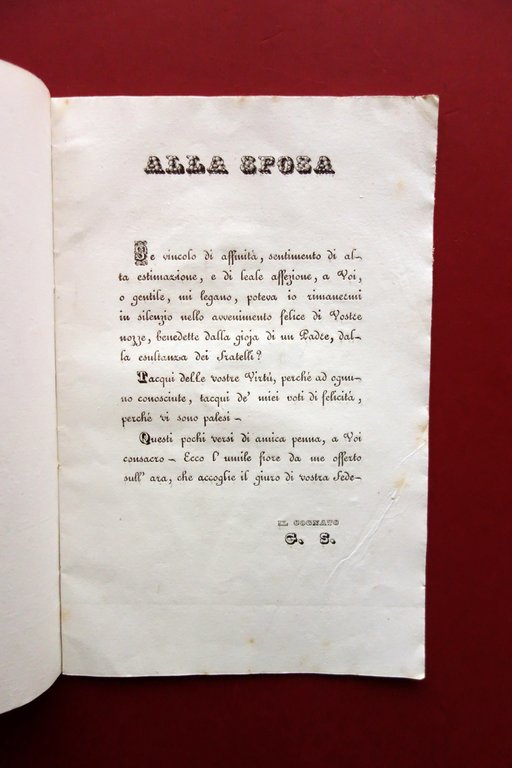 ALLA SPOSA
Se vincolo di affinità, sentimento di al-
ta estimazione, e di leale affezione, a Voi,
o gentile, mi legano, poteva io rimanermi
in silenzio nello avvenimento felice di Vostre
nozze, benedette dalla gioja di un Padre, dal-
la esultanza dei Fratelli?
Tacqui delle vostre Virtù, perché ad ognu-
no conosciute, tacqui de' miei voti di felicità,
perché vi sono palesi -
Questi pochi versi di amica penna, a Voi
consacro - Ecco l' umile fiore da me offerto
sull' ara, che accoglie il giuro di vostra Fede-
IL COGNATO
G. S.